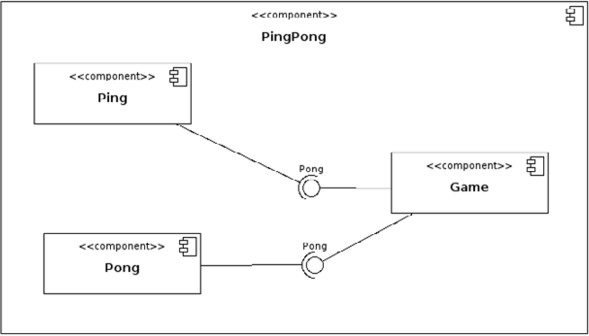 <<component>>
PingPong
<<component>>
Ping
Pong
<<component>>
Game
<<component>>
Pong
Pong